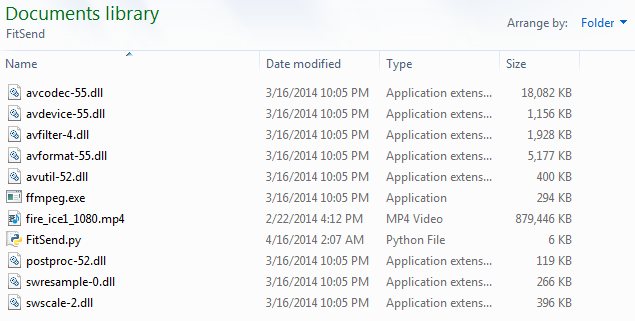 Documents library
FitSend
Arrange by: Folder
Name Date modified Type Size
avcodec-55.dll 3/16/2014 10:05 PM Application extens... 18,082 KB
avdevice-55.dll 3/16/2014 10:05 PM Application extens... 1,156 KB
avfilter-4.dll 3/16/2014 10:05 PM Application extens... 1,928 KB
avformat-55.dll 3/16/2014 10:05 PM Application extens... 5,177 KB
avutil-52.dll 3/16/2014 10:05 PM Application extens... 400 KB
ffmpeg.exe 3/16/2014 10:05 PM Application 294 KB
fire_ice1_1080.mp4 2/22/2014 4:12 PM MP4 Video 879,446 KB
FitSend.py 4/16/2014 2:07 AM Python File 6 KB
postproc-52.dll 3/16/2014 10:05 PM Application extens... 119 KB
swresample-0.dll 3/16/2014 10:05 PM Application extens... 266 KB
swscale-2.dll 3/16/2014 10:05 PM Application extens... 396 KB